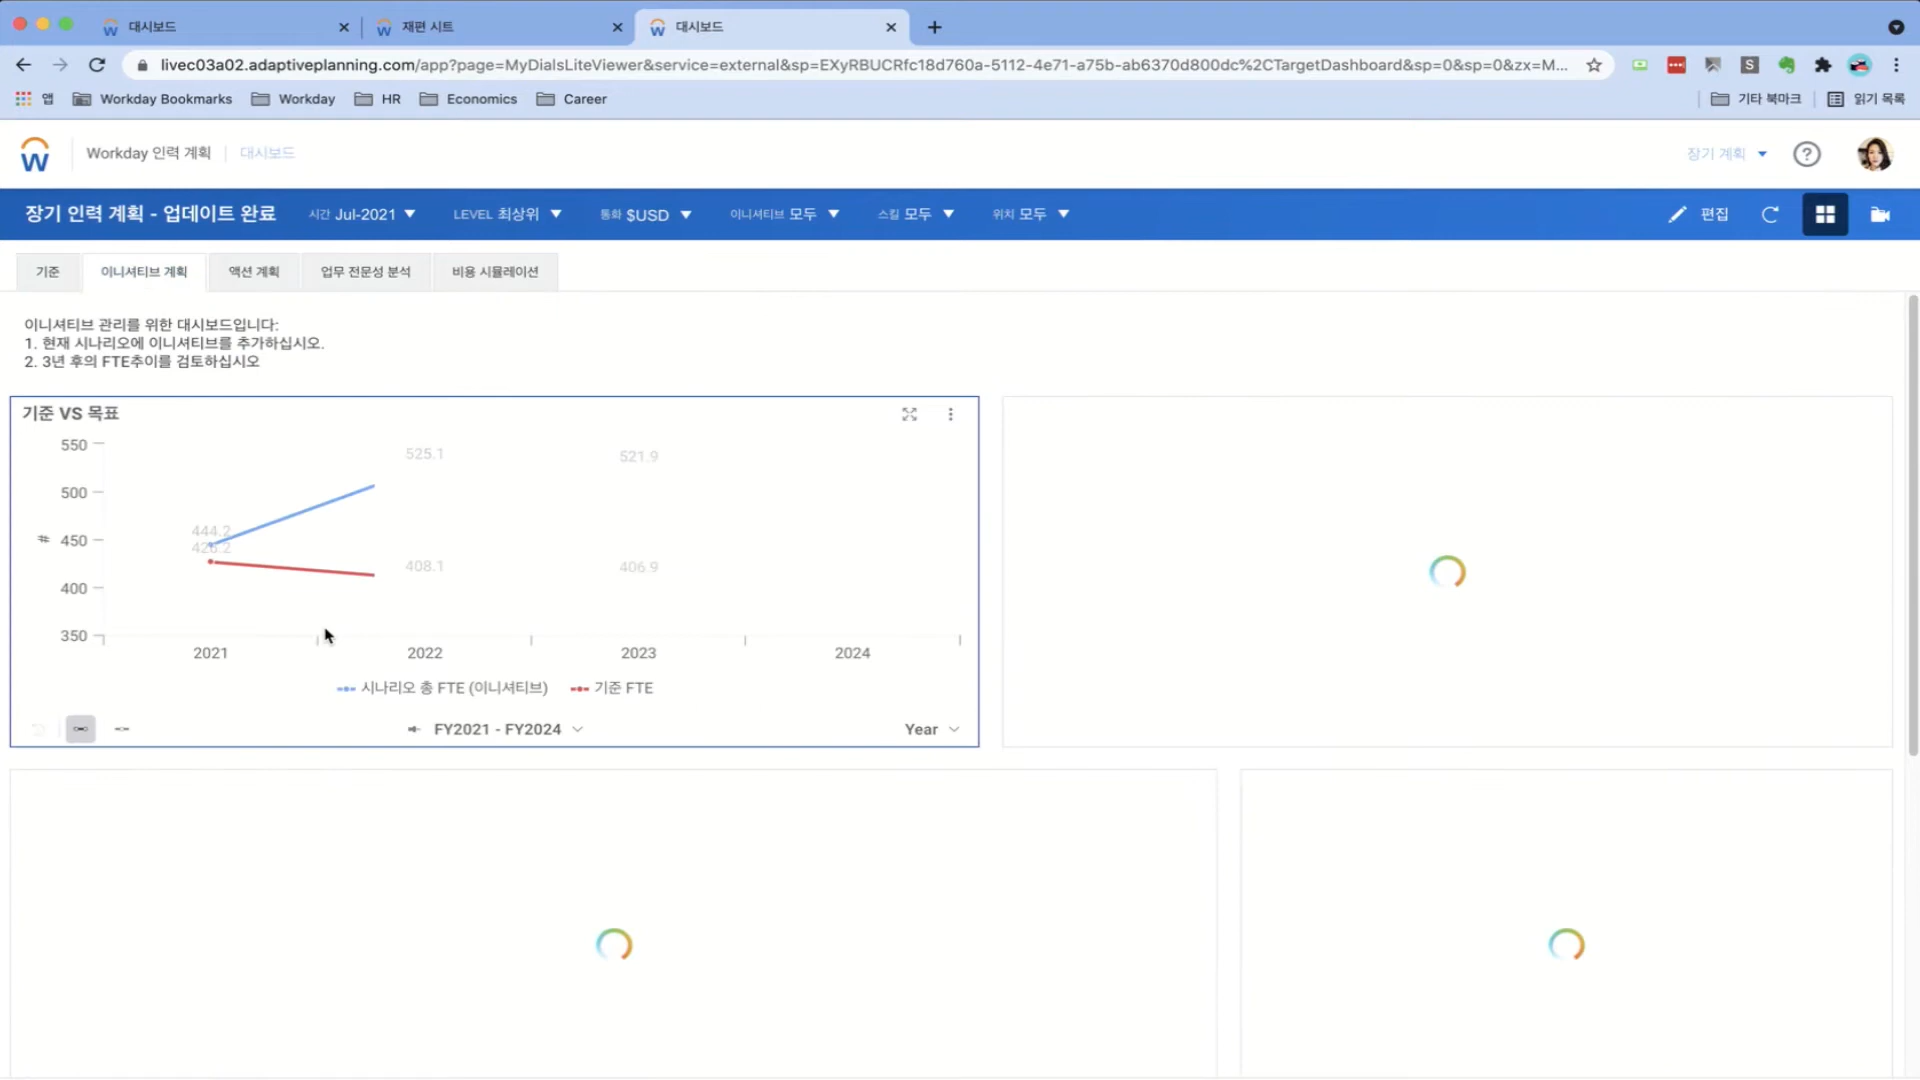 대시보드
재편 시트
대시보드
livec03a02.adaptiveplanning.com/app?page=MyDialsLiteViewer&service=external&sp=EXyRBUCRfc18d760a-5112-4e71-a75b-ab6370d800dc%2CTargetDashboard&sp=0&sp=0&zx=M...
앱
Workday Bookmarks
Workday
HR
Economics
Career
기타 북마크
읽기 목록
Workday 인력 계획
대시보드
장기 계획
장기 인력 계획 - 업데이트 완료
시간 Jul-2021
LEVEL 최상위
통화 $USD
이니셔티브 모두
스킬 모두
위치 모두
편집
기준
이니셔티브 계획
액션 계획
업무 전문성 분석
비용 시뮬레이션
이니셔티브 관리를 위한 대시보드입니다:
1. 현재 시나리오에 이니셔티브를 추가하십시오.
2. 3년 후의 FTE추이를 검토하십시오
기준 VS 목표
550
500
450
400
350
#
525.1
521.9
444.2
426.2
408.1
406.9
2021
2022
2023
2024
시나리오 총 FTE (이니셔티브)
기준 FTE
FY2021 - FY2024
Year